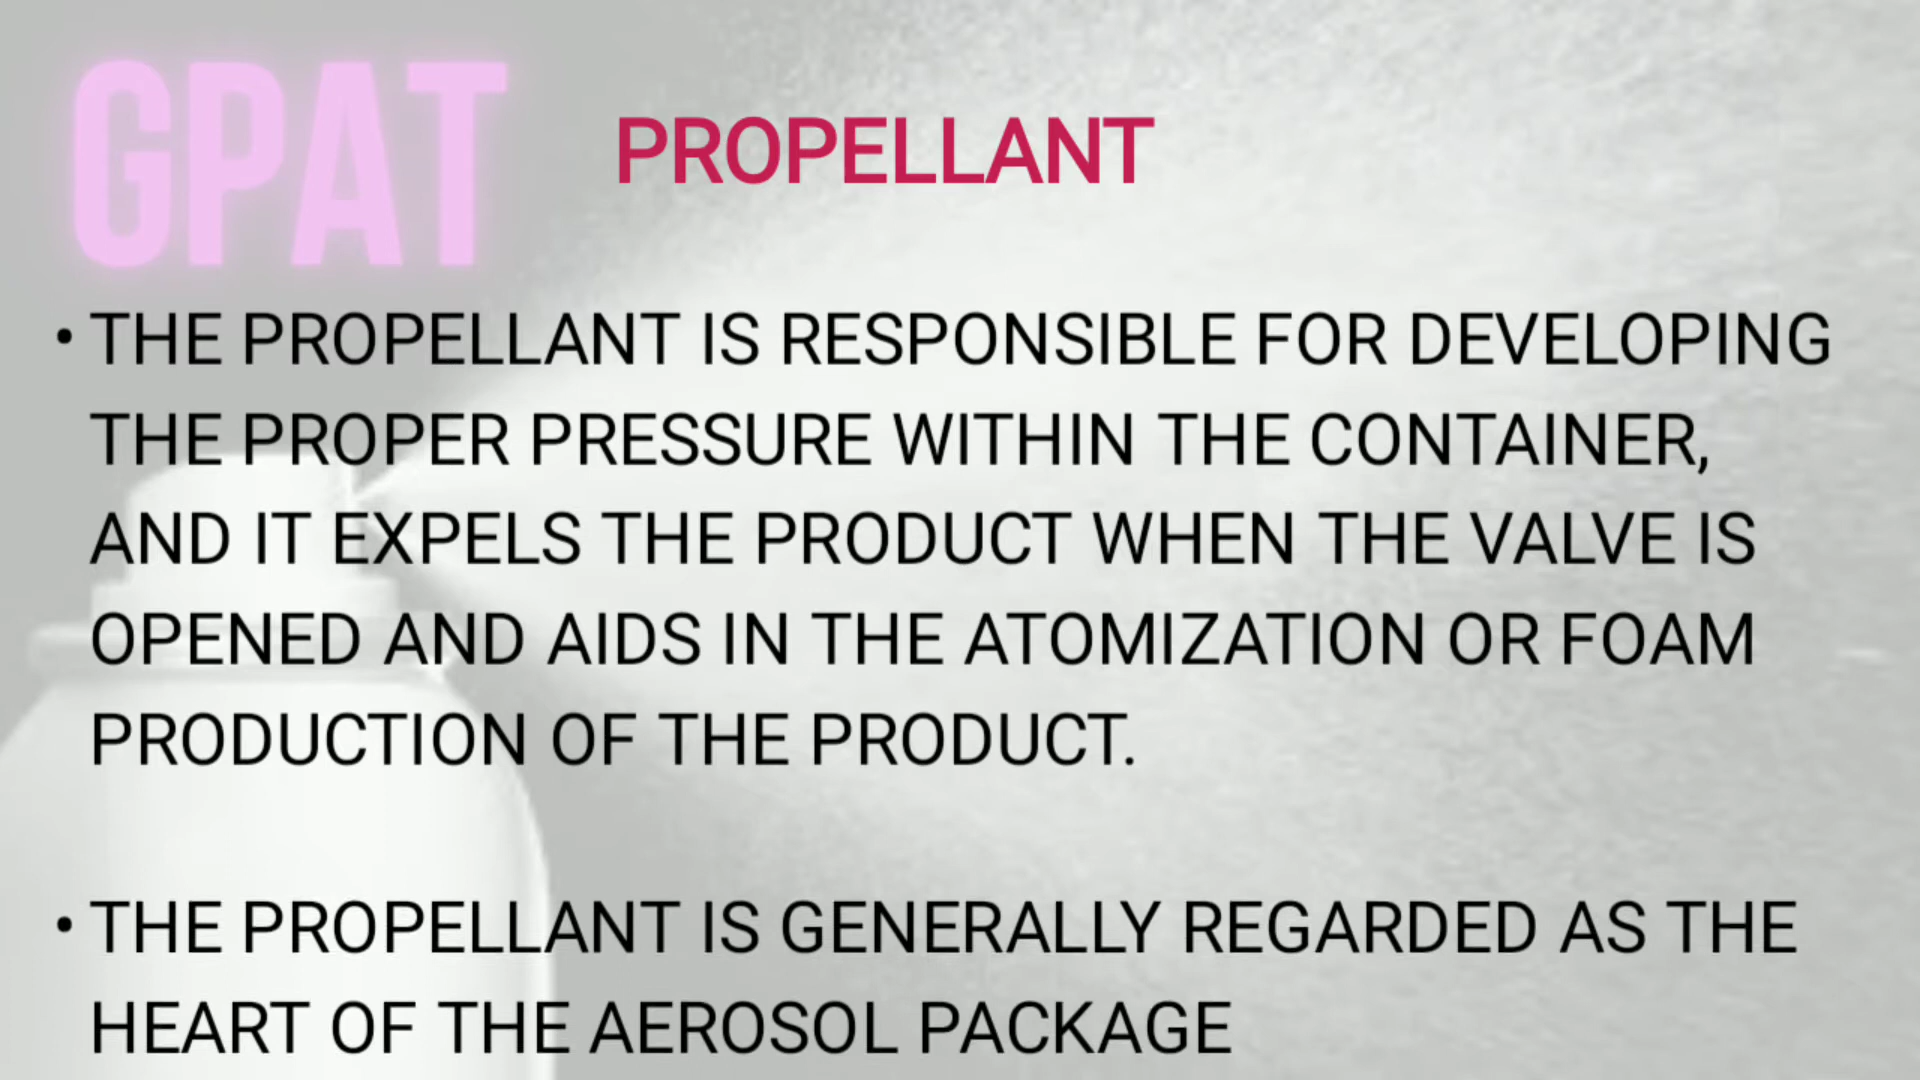 GPAT
PROPELLANT
• THE PROPELLANT IS RESPONSIBLE FOR DEVELOPING
THE PROPER PRESSURE WITHIN THE CONTAINER,
AND IT EXPELS THE PRODUCT WHEN THE VALVE IS
OPENED AND AIDS IN THE ATOMIZATION OR FOAM
PRODUCTION OF THE PRODUCT.
• THE PROPELLANT IS GENERALLY REGARDED AS THE
HEART OF THE AEROSOL PACKAGE